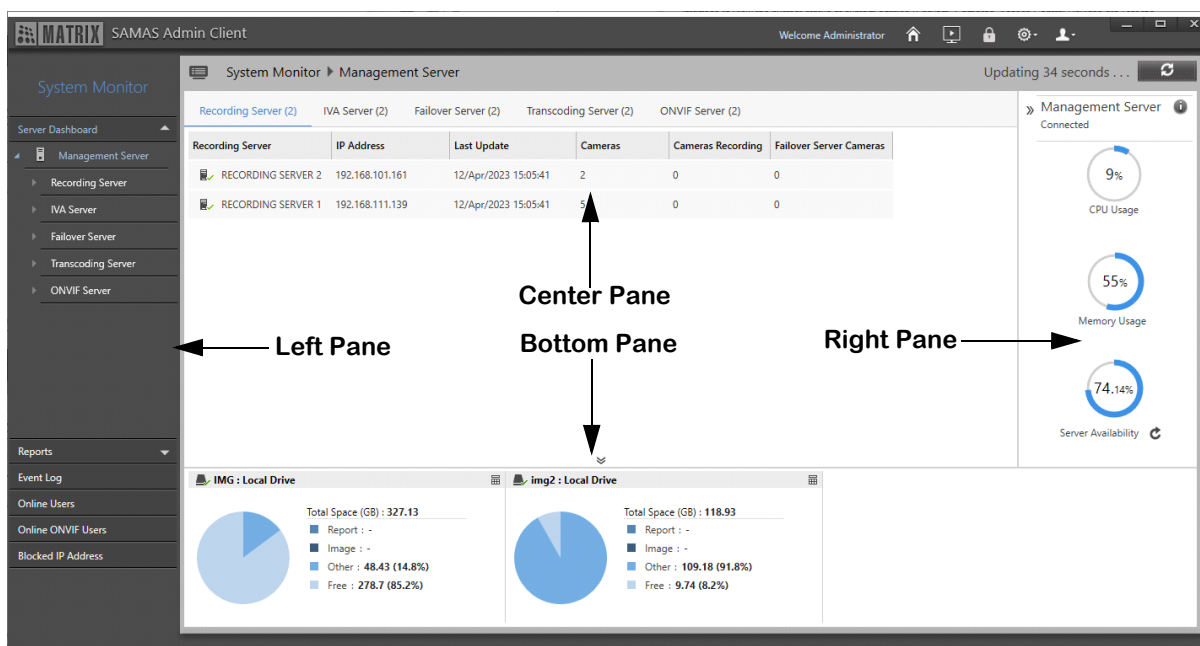 MATRIX SAMAS Admin Client
Welcome Administrator
System Monitor
System Monitor Management Server
Updating 34 seconds . . .
Server Dashboard
Management Server
Recording Server
IVA Server
Failover Server
Transcoding Server
ONVIF Server
Reports
Event Log
Online Users
Online ONVIF Users
Blocked IP Address
Recording Server (2) IVA Server (2) Failover Server (2) Transcoding Server (2) ONVIF Server (2)
Recording Server IP Address Last Update Cameras Cameras Recording Failover Server Cameras
RECORDING SERVER 2 192.168.101.161 12/Apr/2023 15:05:41 2 0 0
RECORDING SERVER 1 192.168.111.139 12/Apr/2023 15:05:41 5 0 0
Center Pane
Left Pane
Bottom Pane
Right Pane
Management Server
Connected
9%
CPU Usage
55%
Memory Usage
74.14%
Server Availability
IMG : Local Drive
Total Space (GB) : 327.13
Report : -
Image : -
Other : 48.43 (14.8%)
Free : 278.7 (85.2%)
img2 : Local Drive
Total Space (GB) : 118.93
Report : -
Image : -
Other : 109.18 (91.8%)
Free : 9.74 (8.2%)